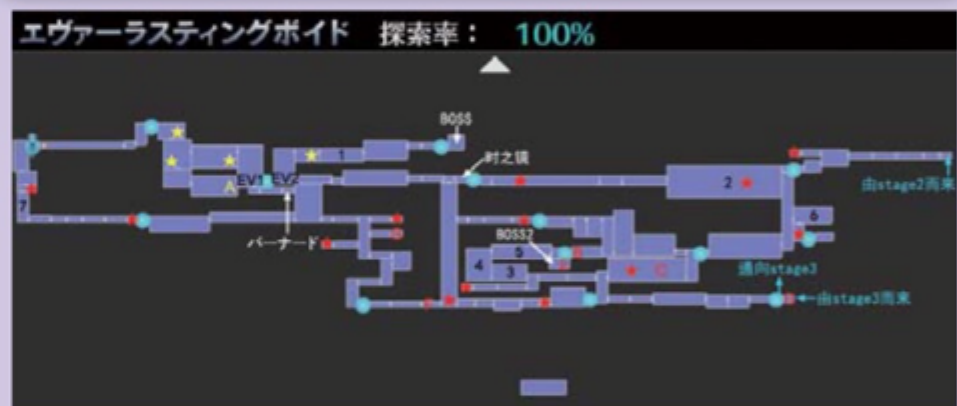 エヴァーラスティングボイド 探索率： 100%
BOSS
时之镜
1
EV1 EV2
A
2
由stage2而来
7
バーナード
6
BOSS2
5
4
3
C
通向stage3
由stage3而来